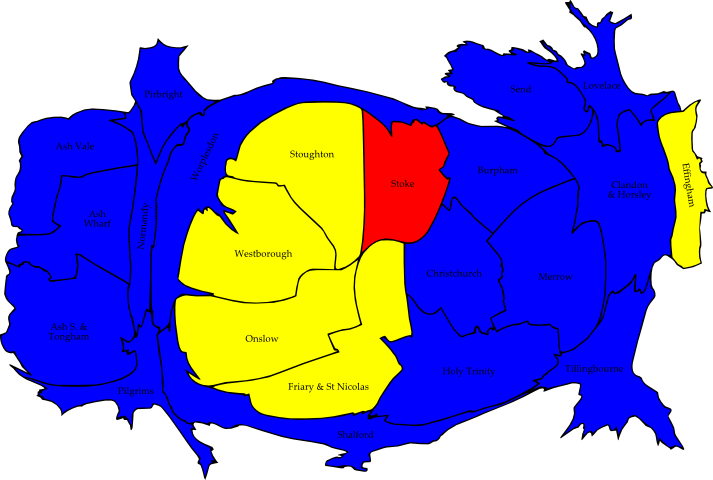 Send
Lovelace
Pirbright
Worplesdon
Ash Vale
Stoughton
Burpham
Effingham
Stoke
Clandon
& Horsley
Ash
Wharf
Normandy
Westborough
Christchurch
Merrow
Ash S. &
Tongham
Onslow
Holy Trinity
Tillingbourne
Friary & St Nicolas
Pilgrims
Shalford